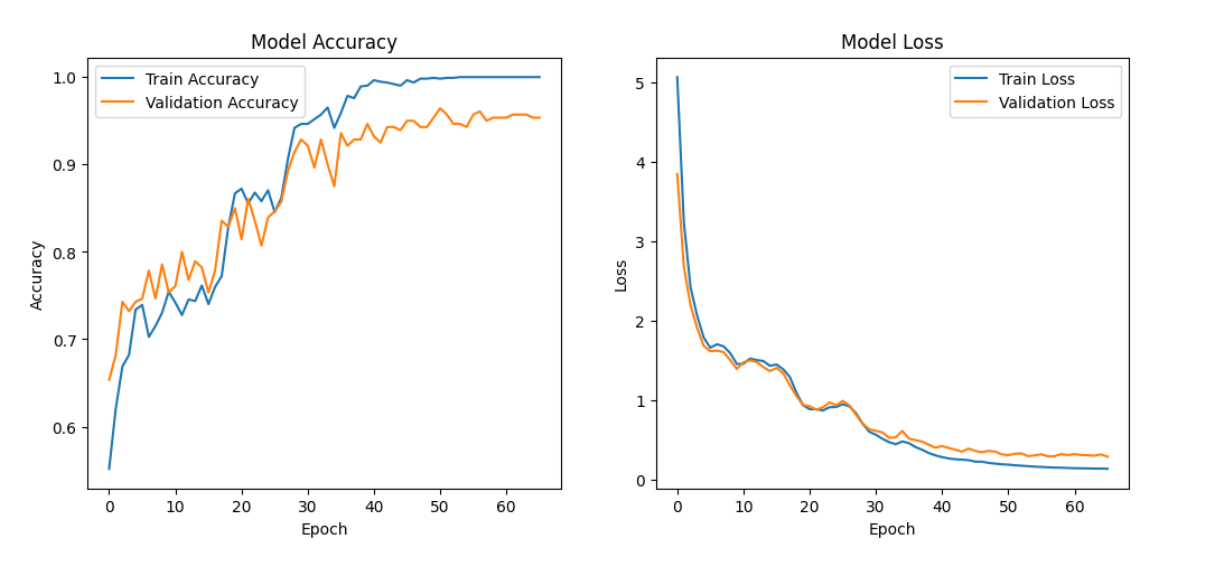 Model Accuracy
Train Accuracy
Validation Accuracy
1.0
0.9
0.8
0.7
0.6
Accuracy
0 10 20 30 40 50 60
Epoch
Model Loss
Train Loss
Validation Loss
5
4
3
2
1
0
Loss
0 10 20 30 40 50 60
Epoch